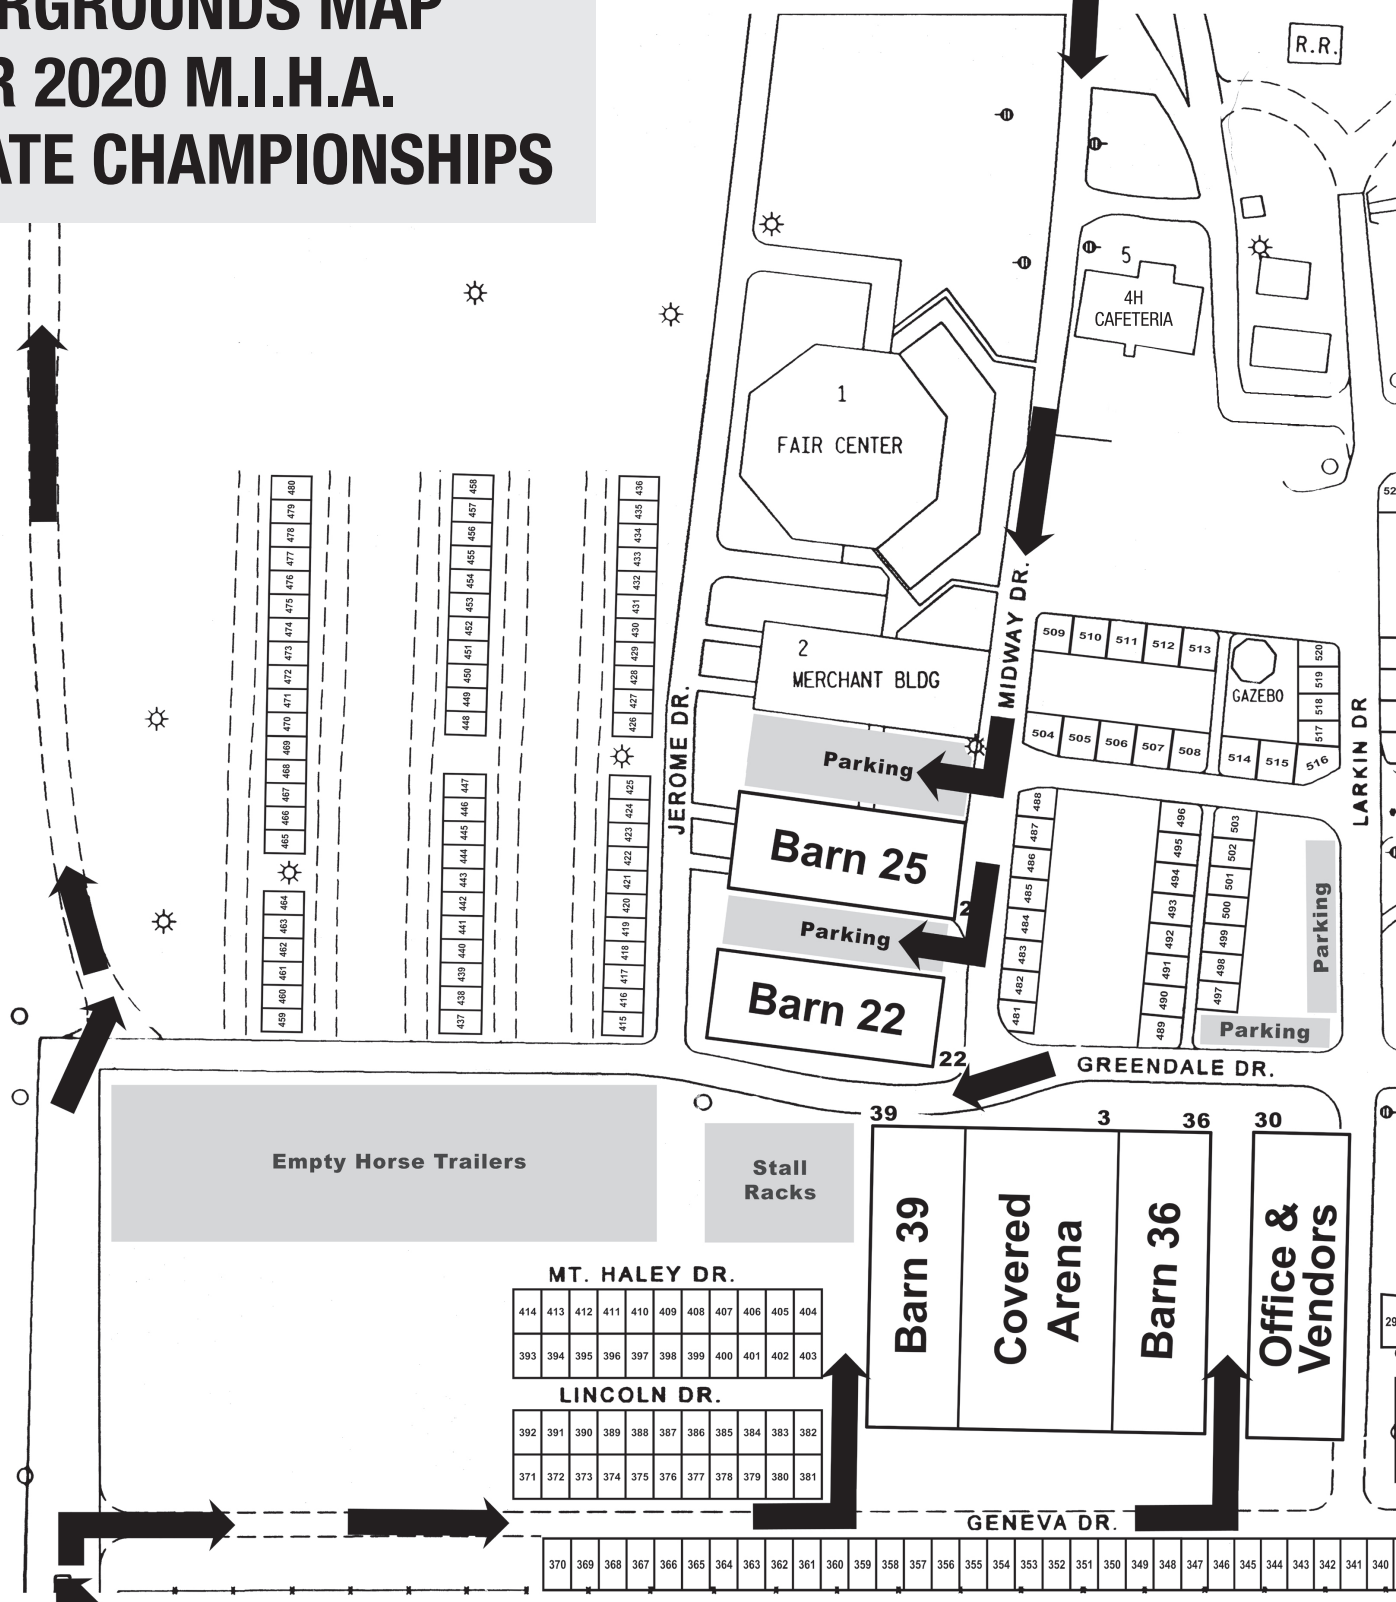 RGROUNDS MAP
R 2020 M.I.H.A.
ATE CHAMPIONSHIPS
R.R.
5
4H
CAFETERIA
1
FAIR CENTER
2
MERCHANT BLDG
MIDWAY DR.
JEROME DR.
LARKIN DR
GAZEBO
480
479
478
477
476
475
474
473
472
471
470
469
468
467
466
465
464
463
462
461
460
459
458
457
456
455
454
453
452
451
450
449
448
447
446
445
444
443
442
441
440
439
438
437
436
435
434
433
432
431
430
429
428
427
426
425
424
423
422
421
420
419
418
417
416
415
509 510 511 512 513
520
519
518
517
504 505 506 507 508
514 515 516
52
488
487
486
485
484
483
482
481
496
495
494
493
492
491
490
489
503
502
501
500
499
498
497
Parking
Barn 25
2
Parking
Barn 22
22
Parking
Parking
GREENDALE DR.
39
3
36
30
Empty Horse Trailers
Stall
Racks
Barn 39
Covered
Arena
Barn 36
Office &
Vendors
29
MT. HALEY DR.
414 413 412 411 410 409 408 407 406 405 404
393 394 395 396 397 398 399 400 401 402 403
LINCOLN DR.
392 391 390 389 388 387 386 385 384 383 382
371 372 373 374 375 376 377 378 379 380 381
GENEVA DR.
370 369 368 367 366 365 364 363 362 361 360 359 358 357 356 355 354 353 352 351 350 349 348 347 346 345 344 343 342 341 340